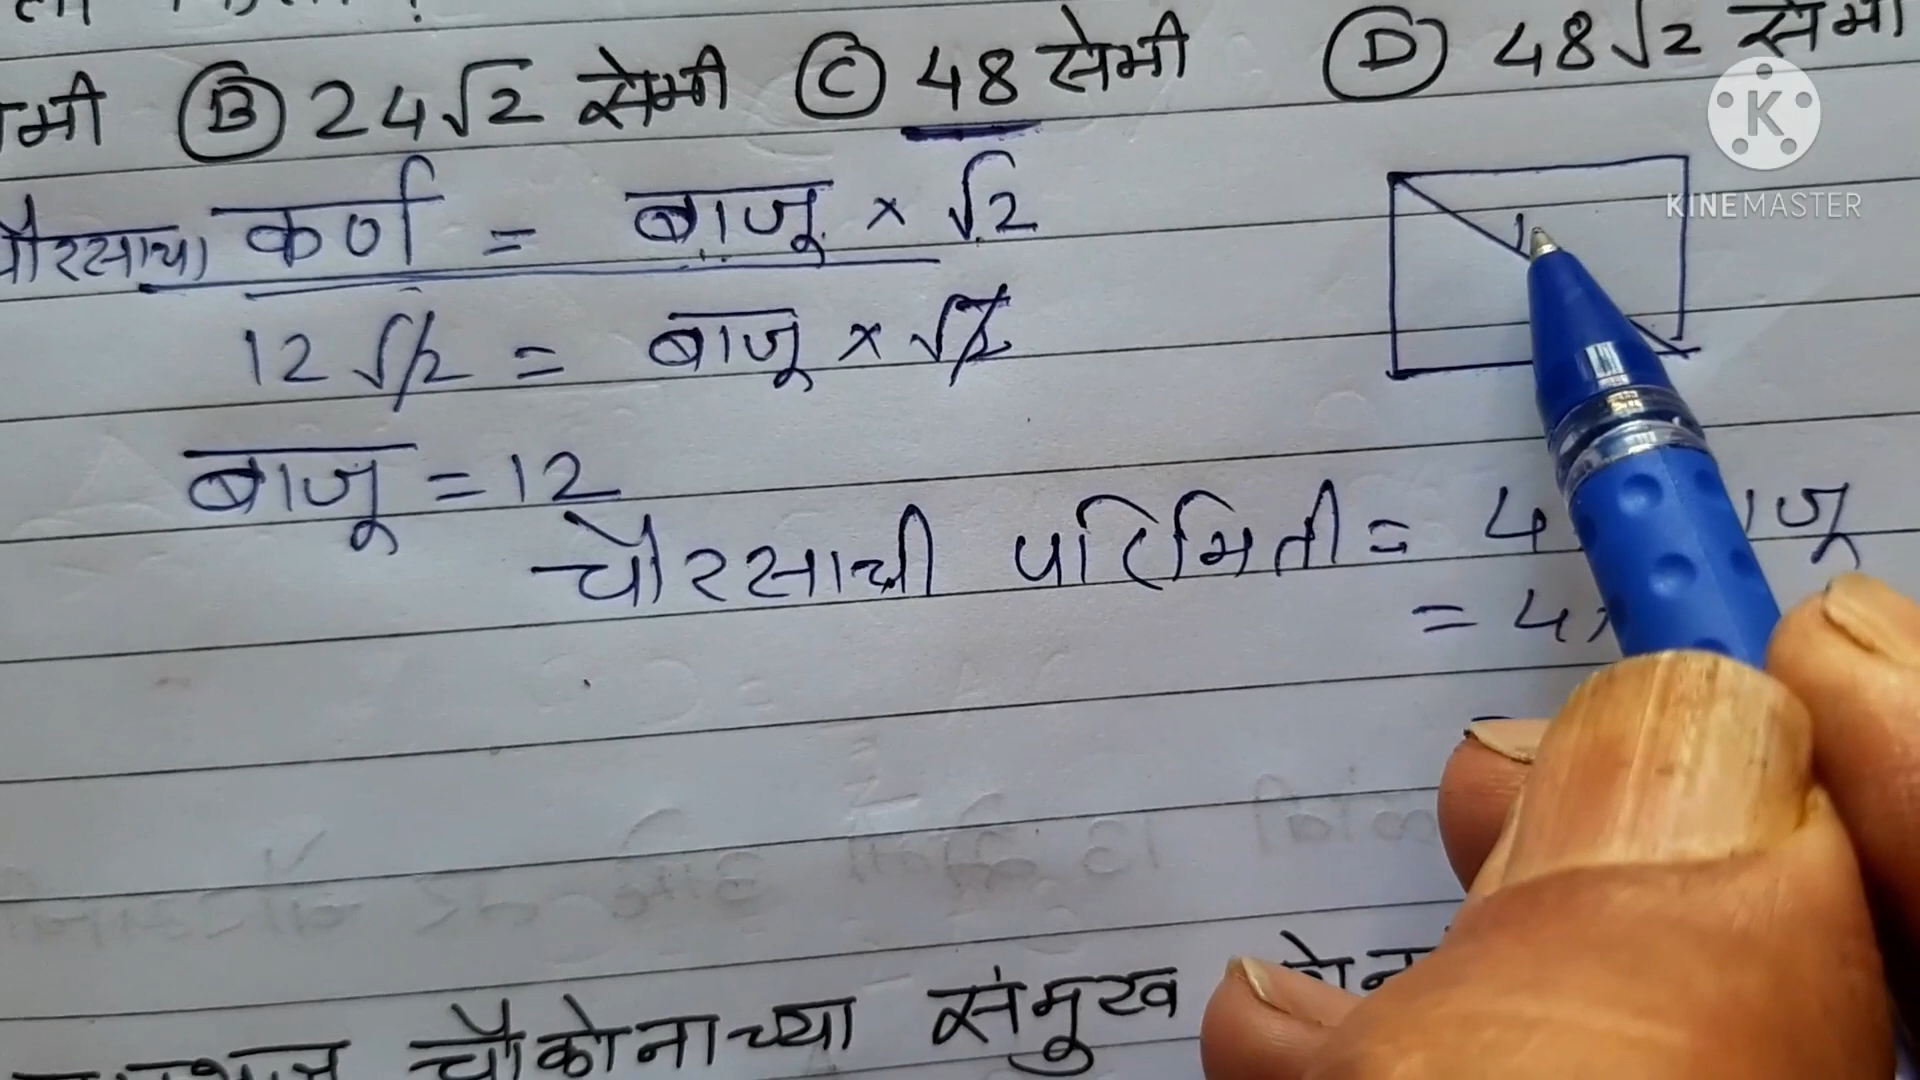 Ⓑ 24√2 सेमी Ⓒ 48 सेमी Ⓓ 48√2 सेमी
K
KINEMASTER
चौरसाचा कर्ण = बाजू × √2
12√2 = बाजू × √2
बाजू = 12
चौरसाची परिमिती = 4 बाजू
= 4×
चौकोनाच्या संमुख